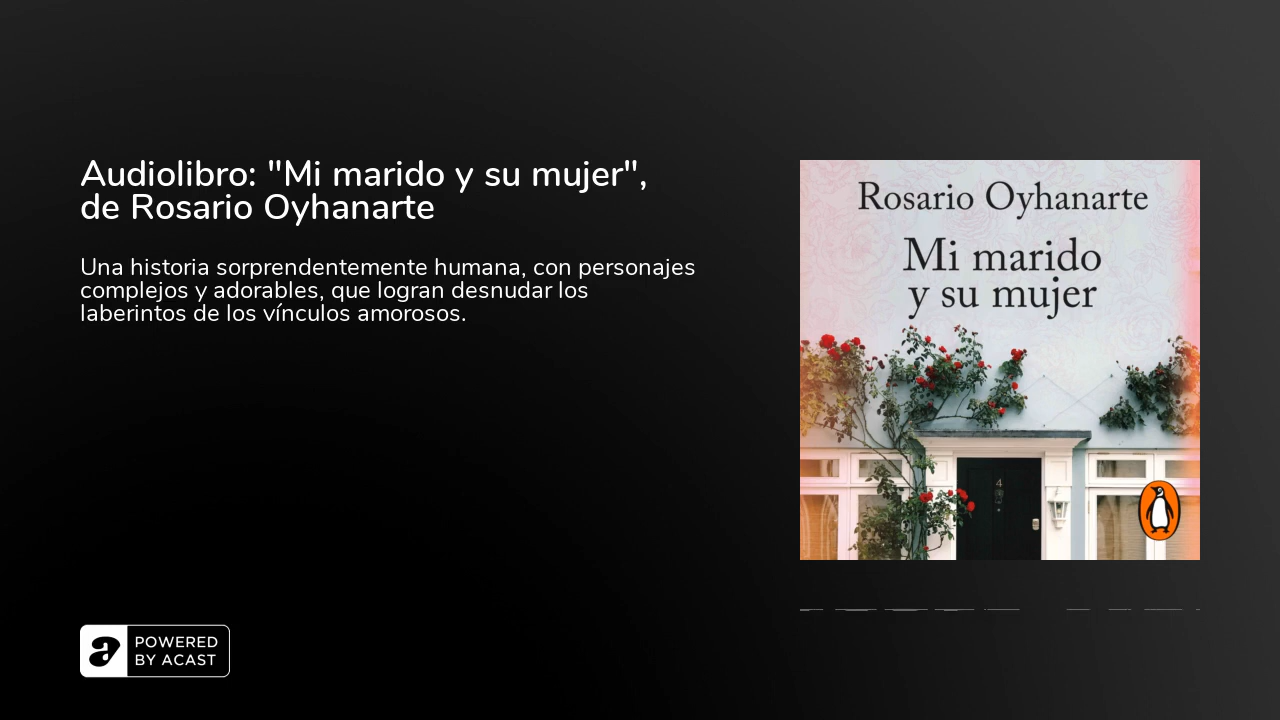 Audiolibro: "Mi marido y su mujer",
de Rosario Oyhanarte
Una historia sorprendentemente humana, con personajes
complejos y adorables, que logran desnudar los
laberintos de los vínculos amorosos.
Rosario Oyhanarte
Mi marido
y su mujer
4
POWERED
BY ACAST